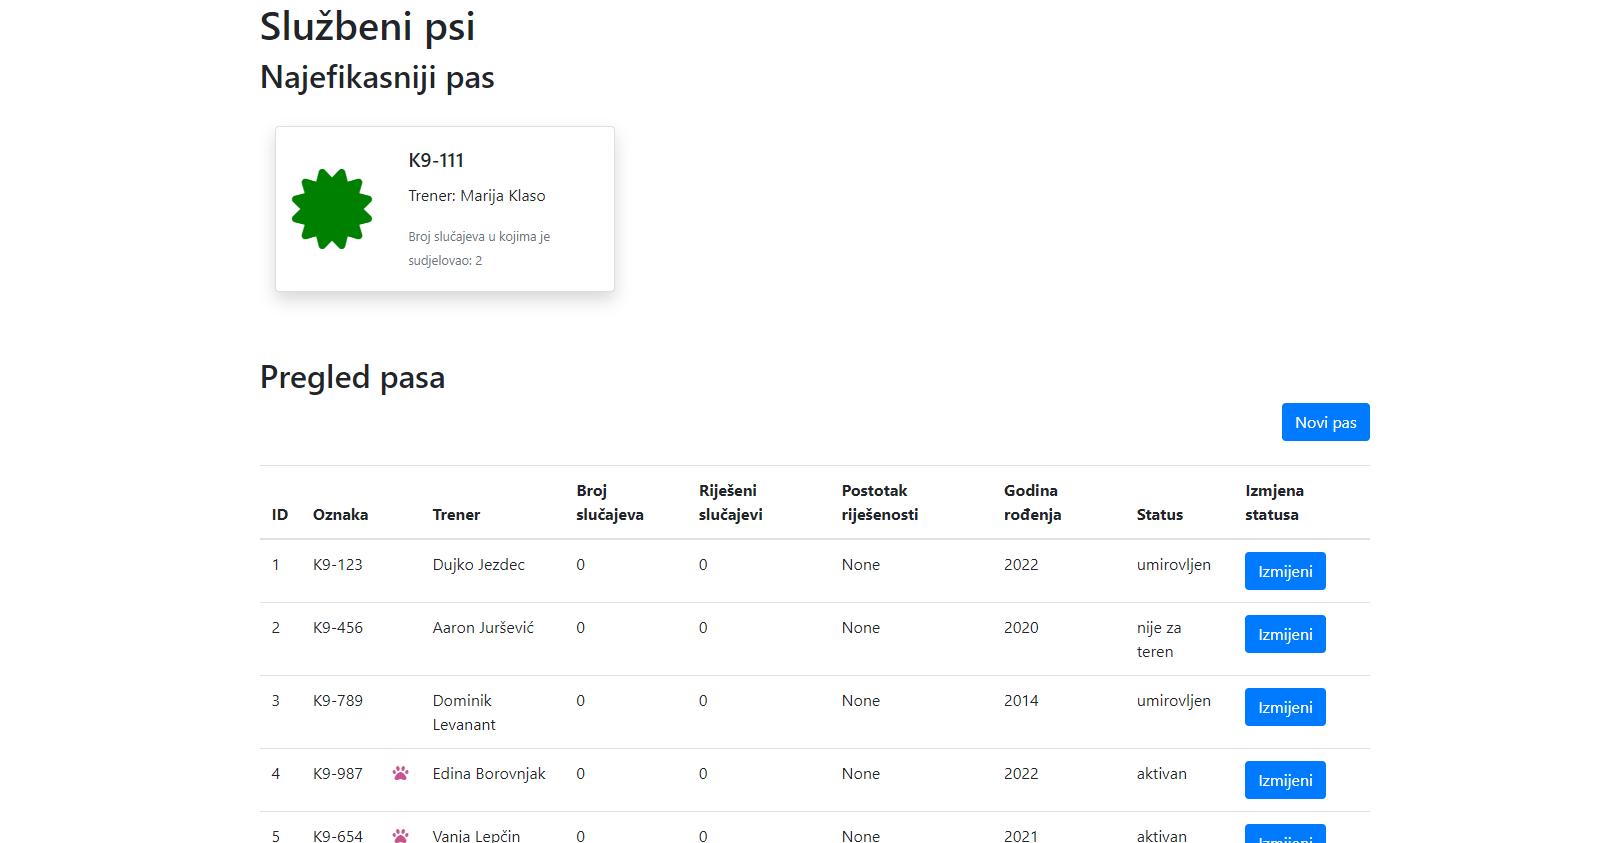 Službeni psi
Najefikasniji pas
K9-111
Trener: Marija Klaso
Broj slučajeva u kojima je
sudjelovao: 2
Pregled pasa
Novi pas
ID Oznaka Trener Broj slučajeva Riješeni slučajevi Postotak riješenosti Godina rođenja Status Izmjena statusa
1 K9-123 Dujko Jezdec 0 0 None 2022 umirovljen Izmijeni
2 K9-456 Aaron Juršević 0 0 None 2020 nije za teren Izmijeni
3 K9-789 Dominik Levanant 0 0 None 2014 umirovljen Izmijeni
4 K9-987 Edina Borovnjak 0 0 None 2022 aktivan Izmijeni
5 K9-654 Vanja Lepčin 0 0 None 2021 aktivan Izmijeni